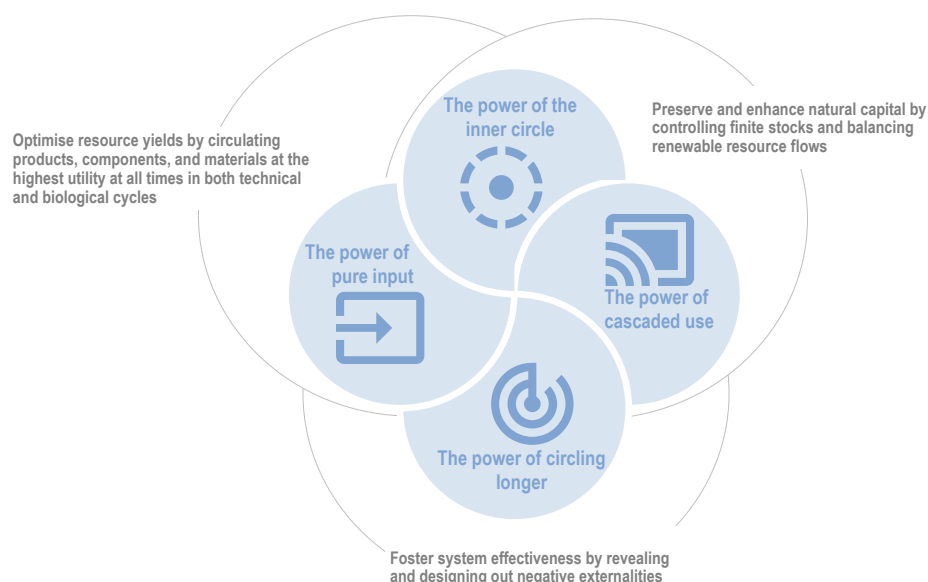 The power of the
inner circle
Preserve and enhance natural capital by
controlling finite stocks and balancing
renewable resource flows
Optimise resource yields by circulating
products, components, and materials at the
highest utility at all times in both technical
and biological cycles
The power of
pure input
The power of
cascaded use
The power of circling
longer
Foster system effectiveness by revealing
and designing out negative externalities